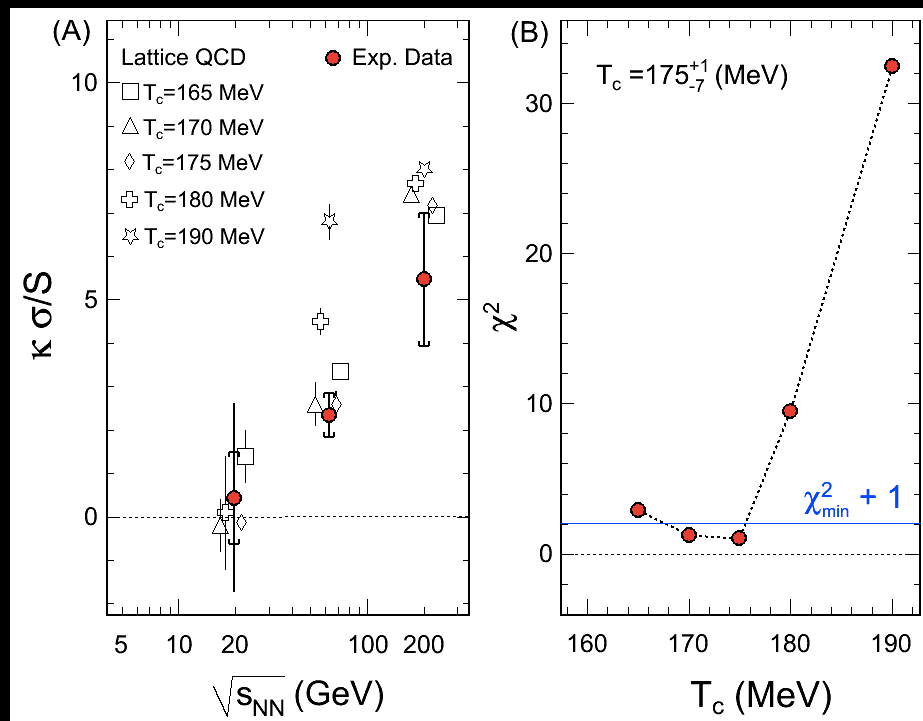 (A)
Lattice QCD
Exp. Data
T_c=165 MeV
T_c=170 MeV
T_c=175 MeV
T_c=180 MeV
T_c=190 MeV
10
5
0
κ σ/S
5 10 20 100 200
√s_NN (GeV)
(B)
T_c =175^{+1}_{-7} (MeV)
30
20
10
0
χ²
χ²_min + 1
160 170 180 190
T_c (MeV)